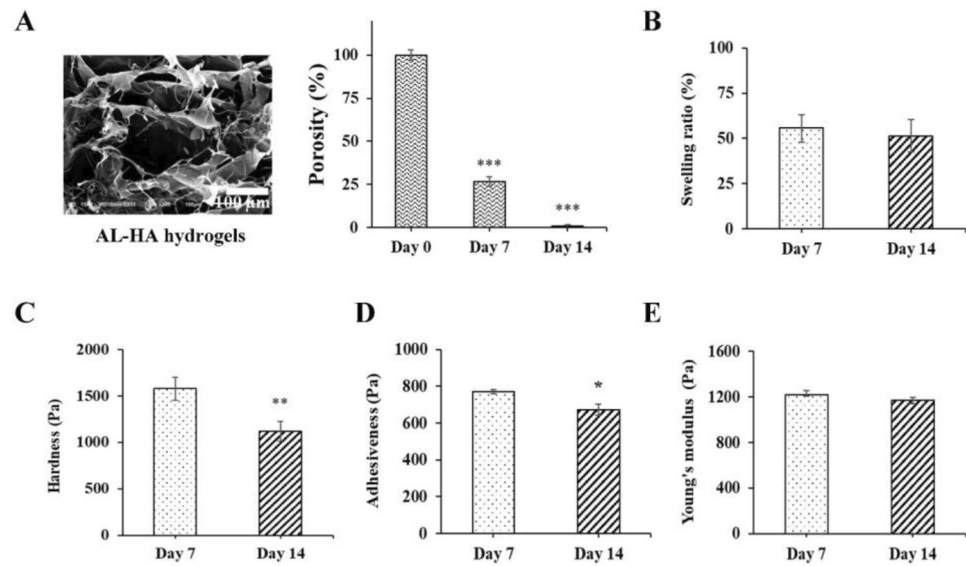 A
100 μm
AL-HA hydrogels
Porosity (%)
100
75
50
25
0
***
***
Day 0
Day 7
Day 14
B
Swelling ratio (%)
100
75
50
25
0
Day 7
Day 14
C
Hardness (Pa)
2000
1500
1000
500
0
**
Day 7
Day 14
D
Adhesiveness (Pa)
1000
800
600
400
200
0
*
Day 7
Day 14
E
Young's modulus (Pa)
1600
1200
800
400
0
Day 7
Day 14